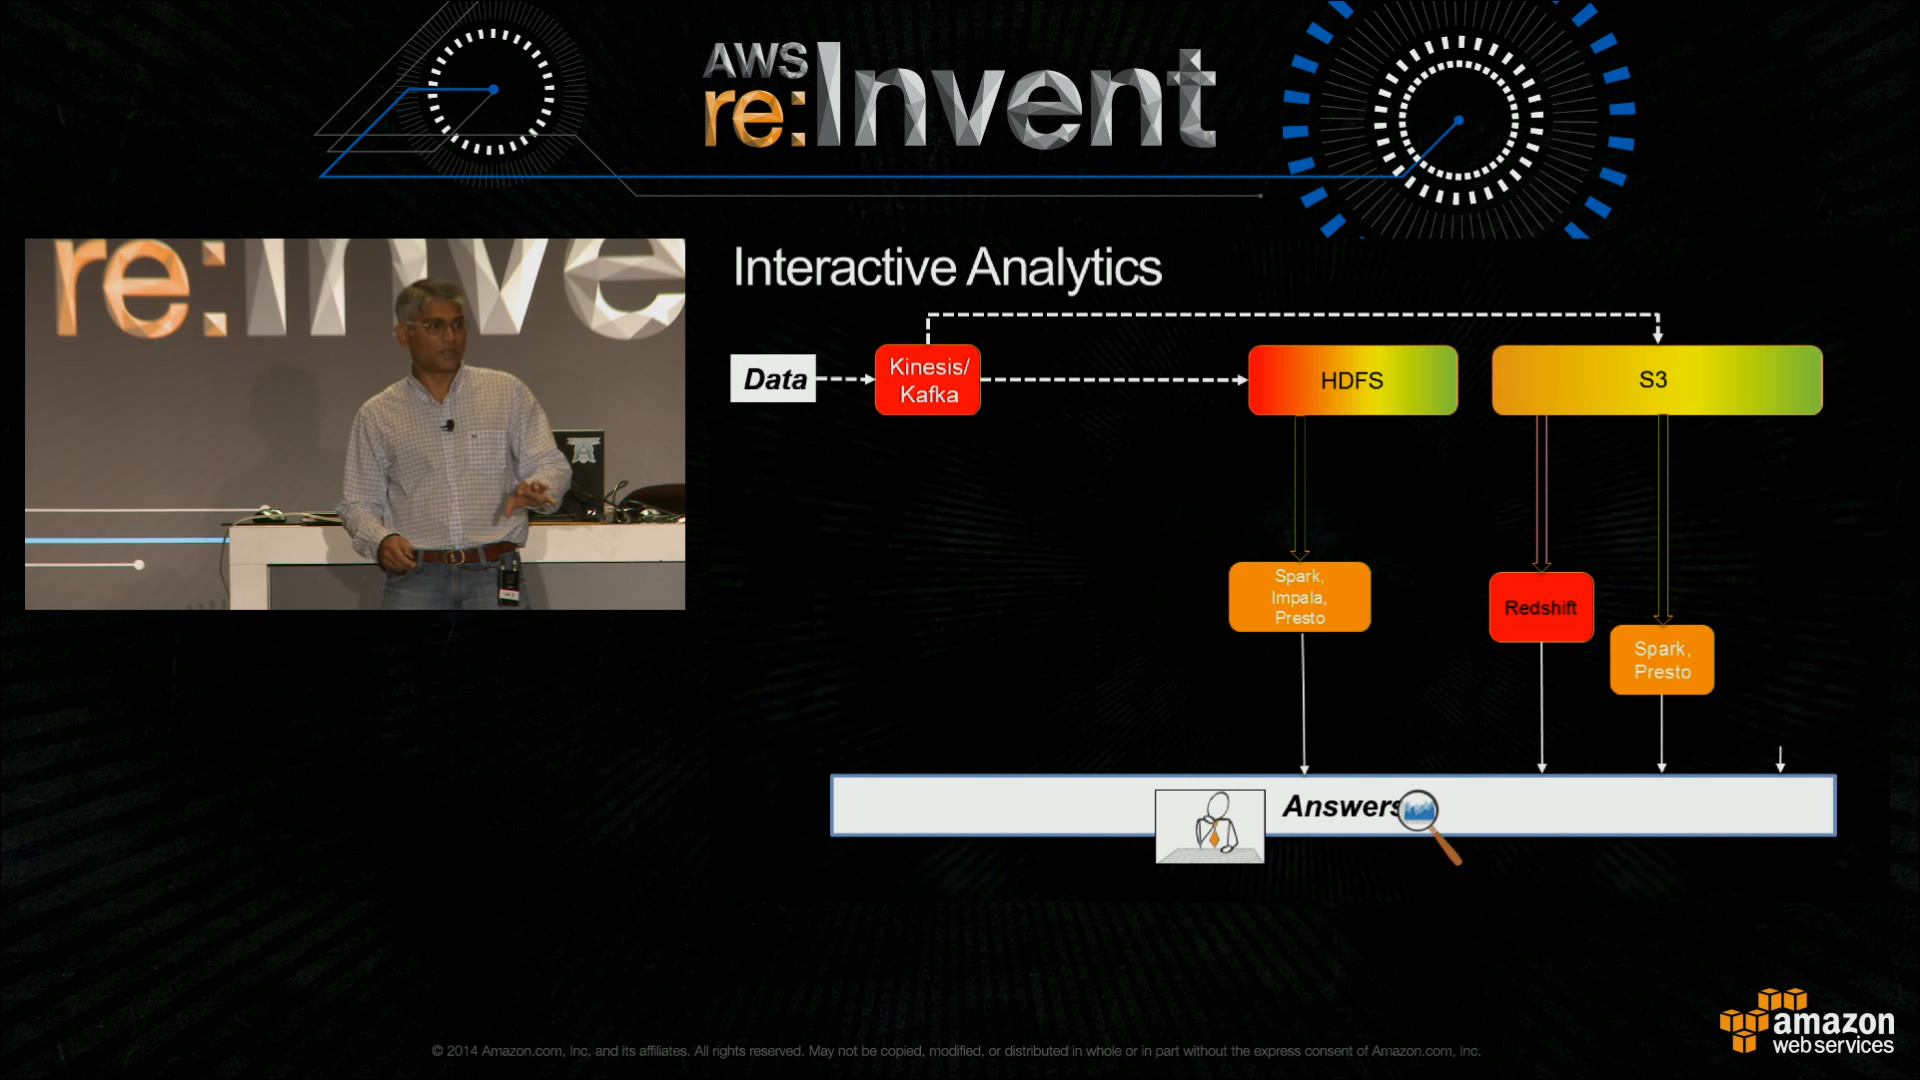 AWS
re:Invent
re:Inve
Interactive Analytics
Data
Kinesis/
Kafka
HDFS
S3
Spark,
Impala,
Presto
Redshift
Spark,
Presto
Answers
amazon
web services
© 2014 Amazon.com, Inc. and its affiliates. All rights reserved. May not be copied, modified, or distributed in whole or in part without the express consent of Amazon.com, Inc.